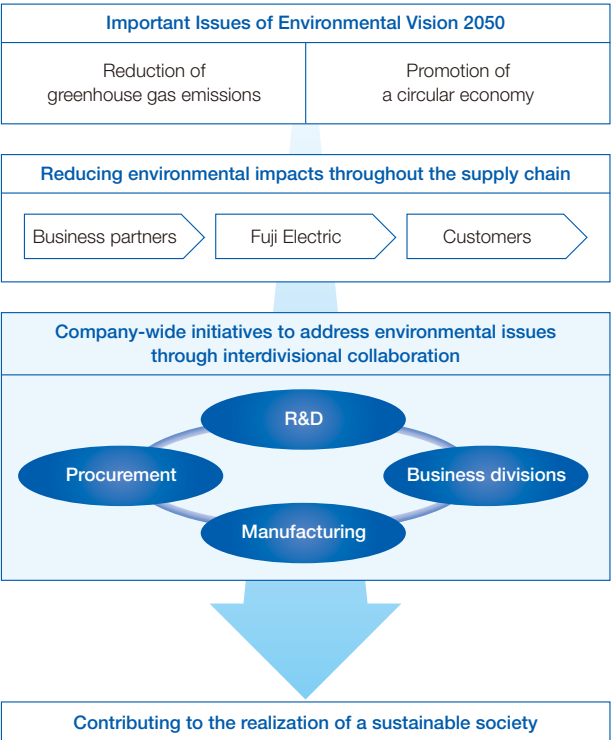 Important Issues of Environmental Vision 2050
Reduction of
greenhouse gas emissions
Promotion of
a circular economy
Reducing environmental impacts throughout the supply chain
Business partners
Fuji Electric
Customers
Company-wide initiatives to address environmental issues
through interdivisional collaboration
R&D
Procurement
Business divisions
Manufacturing
Contributing to the realization of a sustainable society